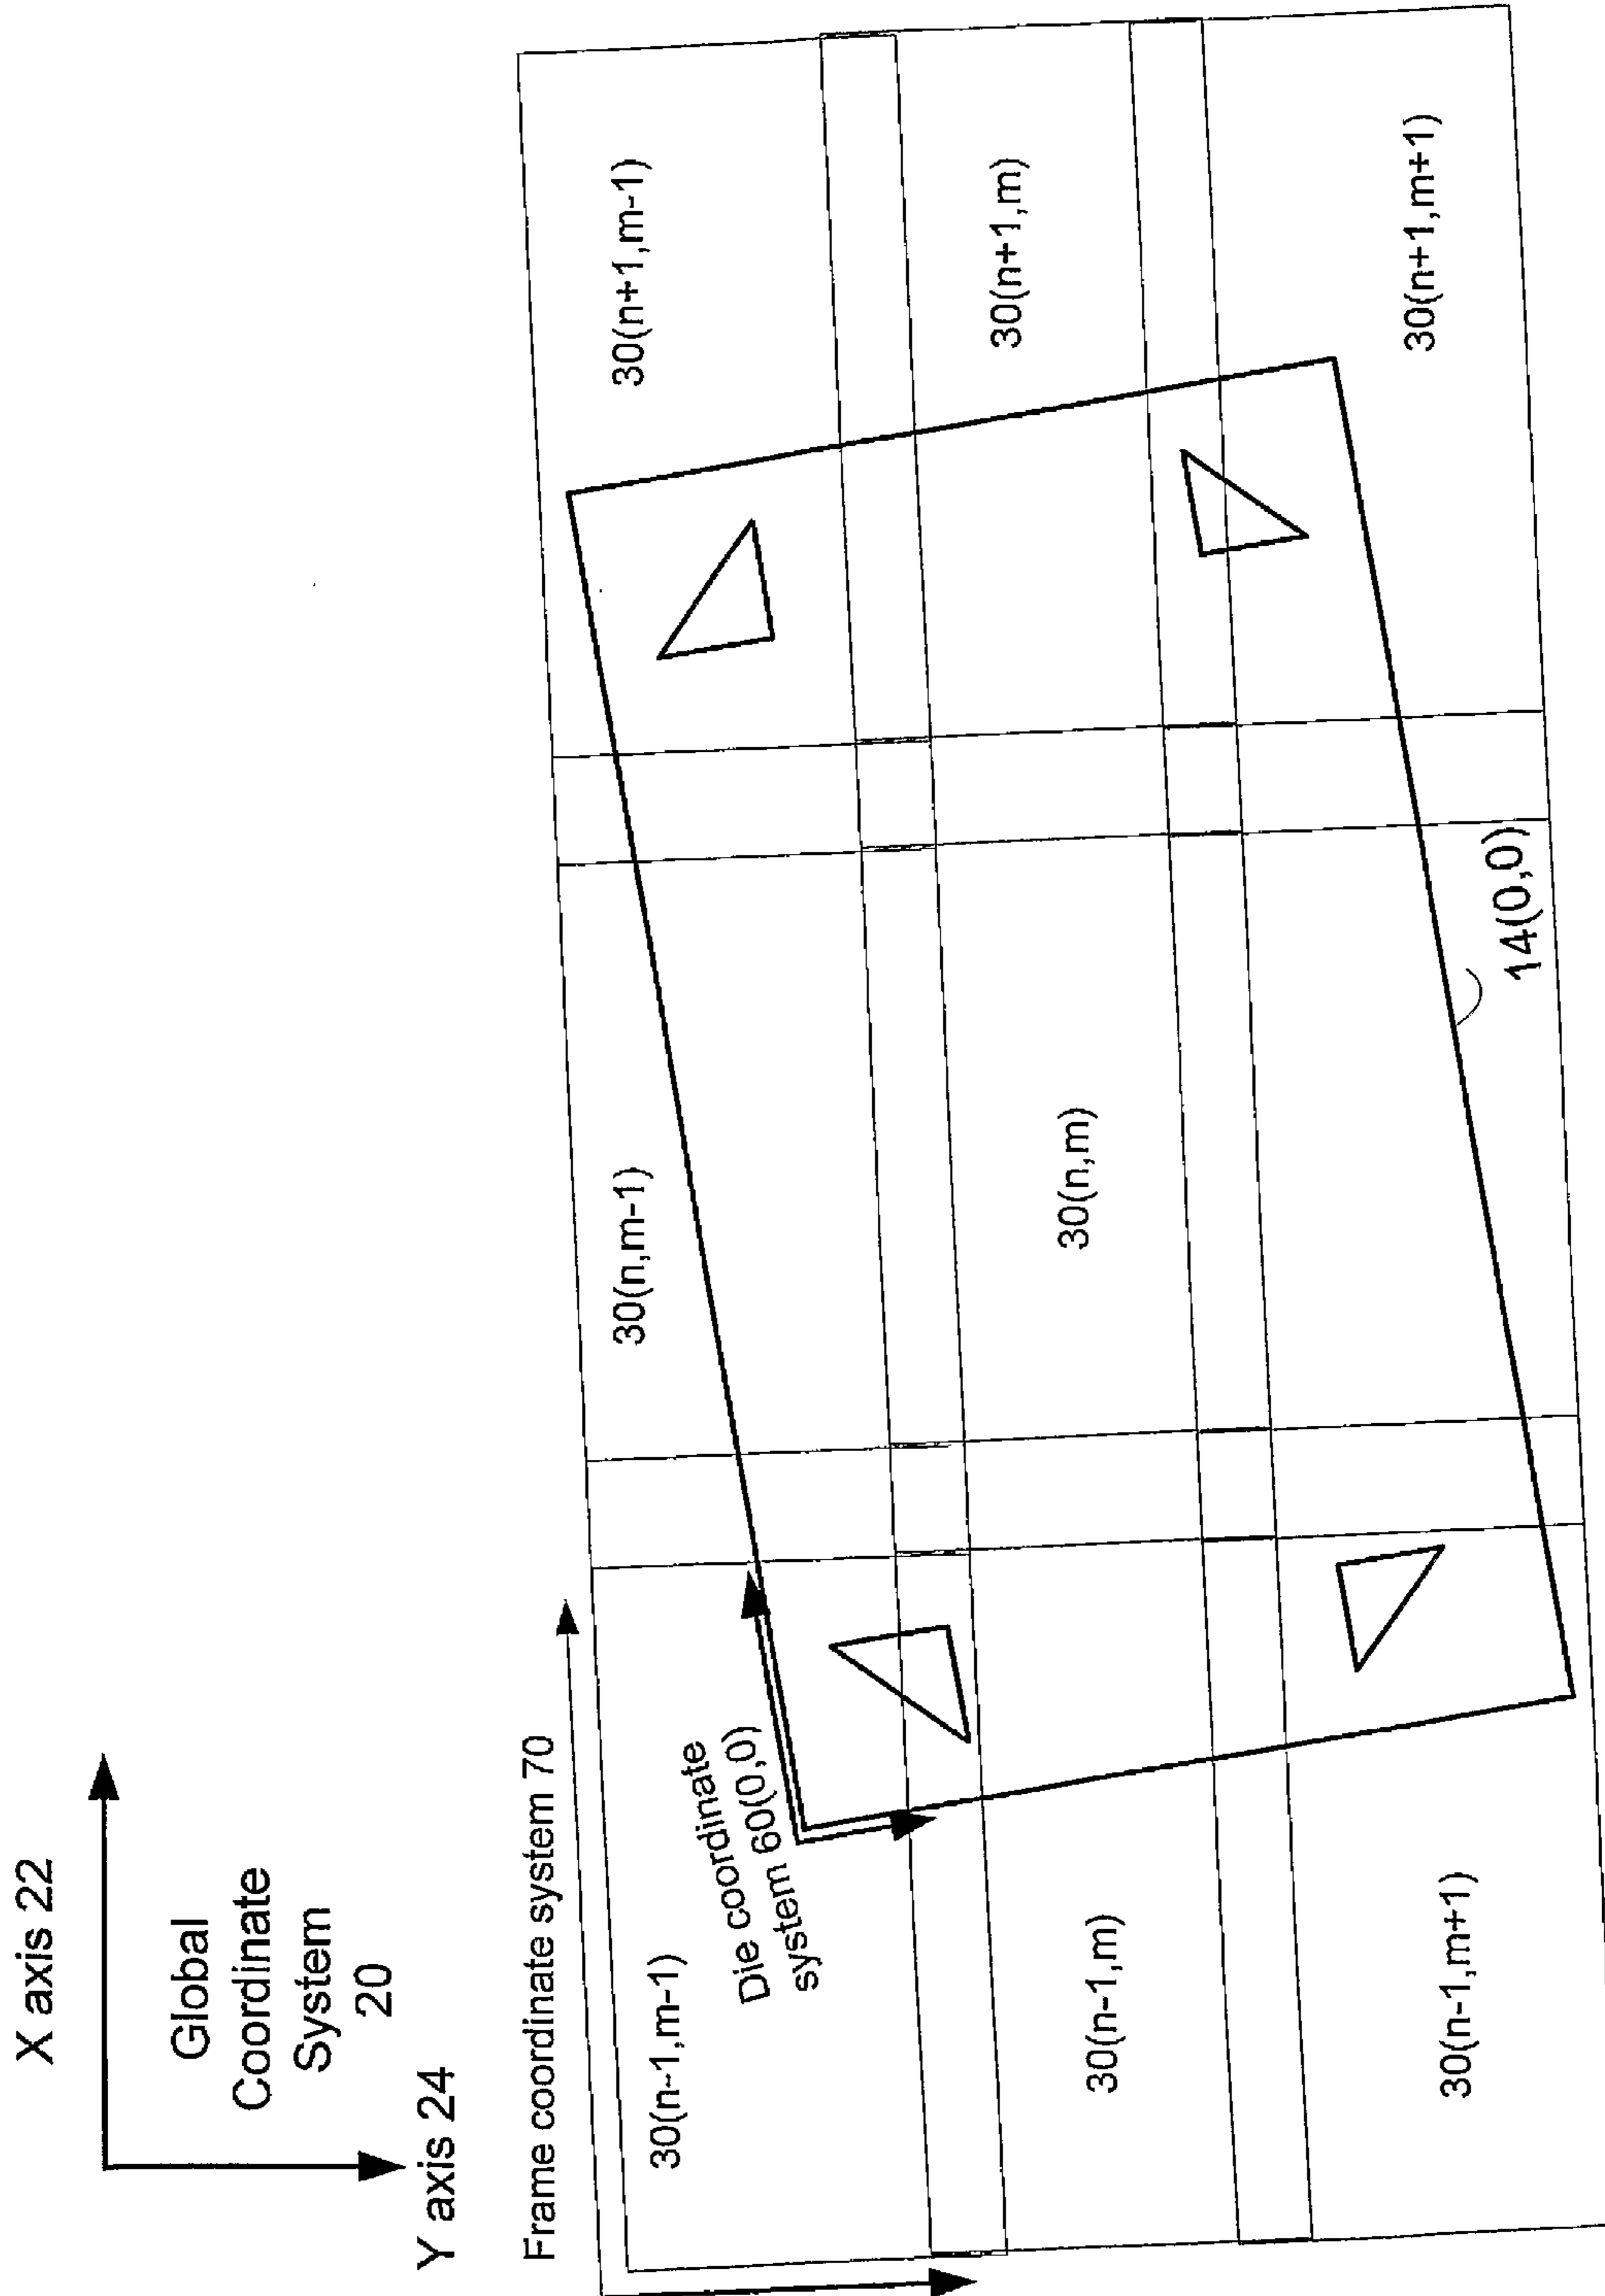 X axis 22
Global
Coordinate
System
20
Y axis 24
Frame coordinate system 70
30(n-1,m-1)
30(n,m-1)
30(n+1,m-1)
Die coordinate
system 60(0,0)
30(n-1,m)
30(n,m)
30(n+1,m)
30(n-1,m+1)
30(n+1,m+1)
14(0,0)